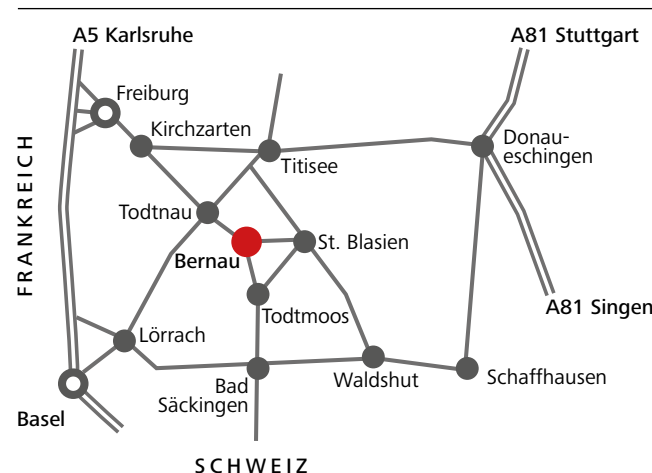 A5 Karlsruhe
A81 Stuttgart
Freiburg
Kirchzarten
Titisee
Donau-
eschingen
FRANKREICH
Todtnau
Bernau
St. Blasien
Todtmoos
A81 Singen
Lörrach
Basel
Bad
Säckingen
Waldshut
Schaffhausen
SCHWEIZ